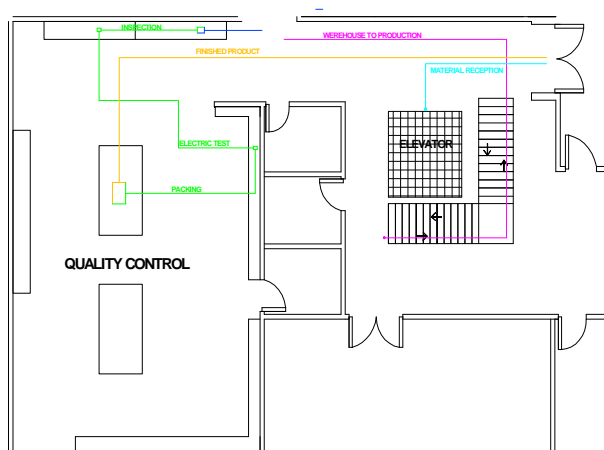 INSPECTION
WEREHOUSE TO PRODUCTION
FINISHED PRODUCT
MATERIAL RECEPTION
ELECTRIC TEST
ELEVATOR
PACKING
QUALITY CONTROL